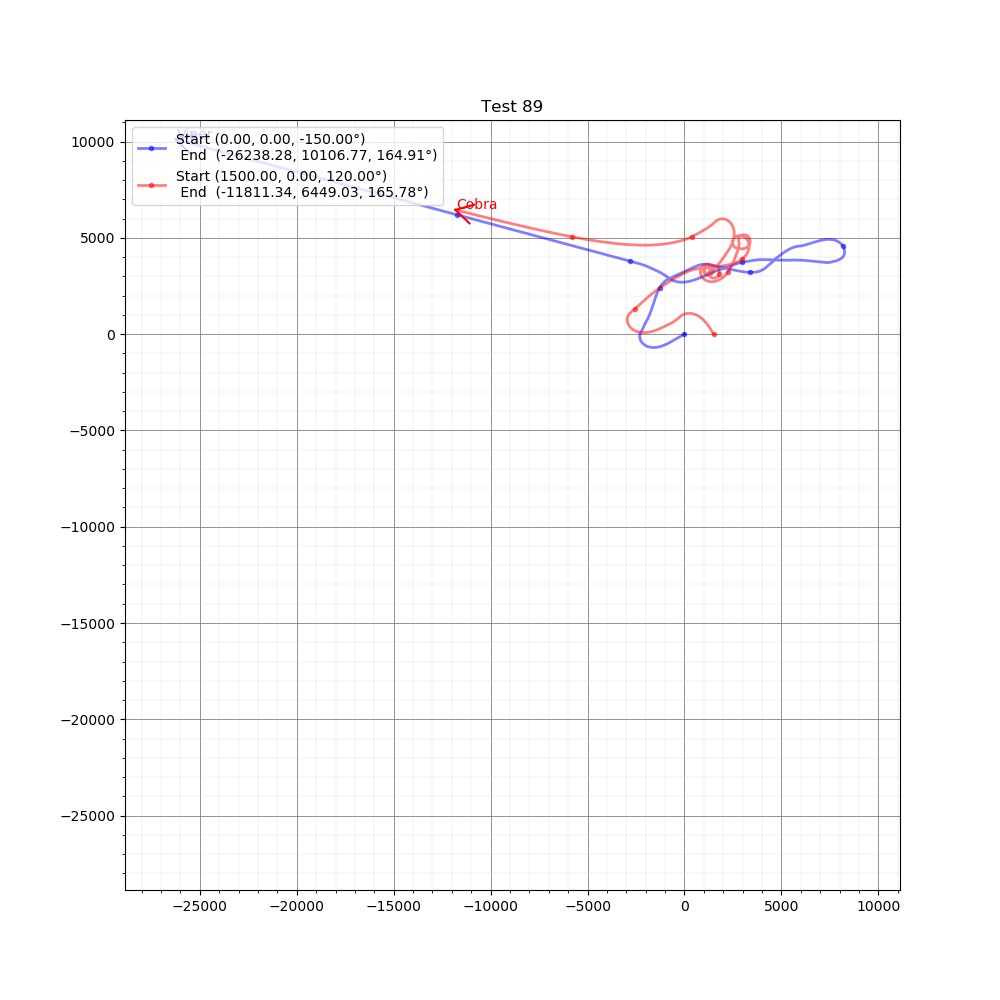 Test 89
Viper
Start (0.00, 0.00, -150.00°)
End (-26238.28, 10106.77, 164.91°)
Start (1500.00, 0.00, 120.00°)
End (-11811.34, 6449.03, 165.78°)
Cobra
10000
5000
0
−5000
−10000
−15000
−20000
−25000
−25000 −20000 −15000 −10000 −5000 0 5000 10000